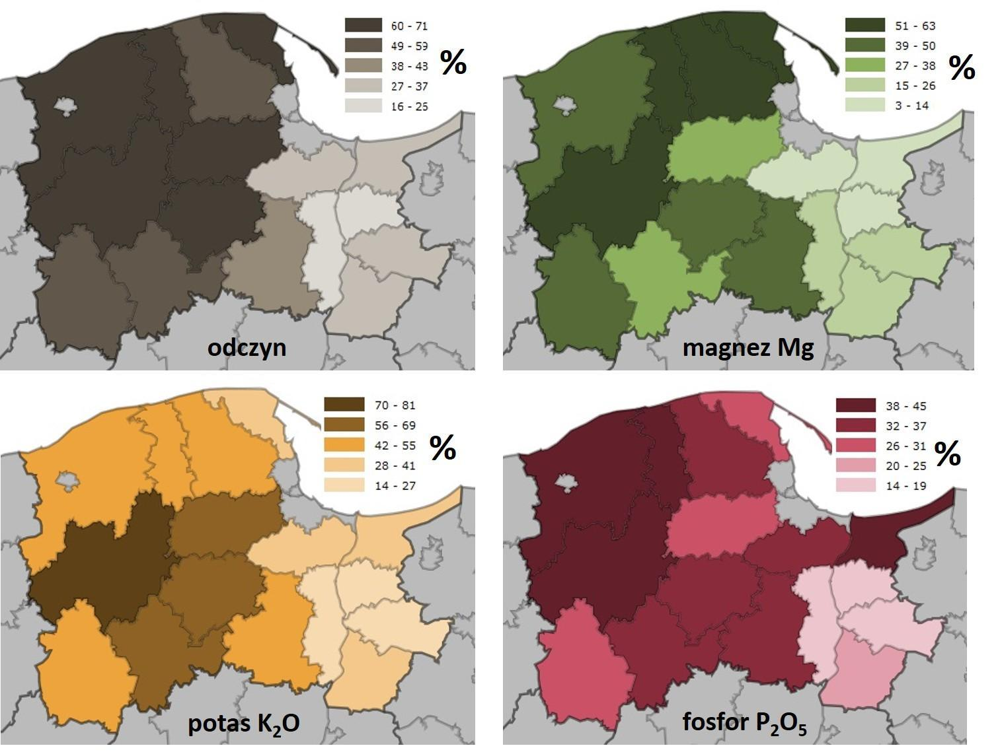 60 - 71
49 - 59
38 - 43
27 - 37
16 - 25
%
odczyn
51 - 63
39 - 50
27 - 38
15 - 26
3 - 14
%
magnez Mg
70 - 81
56 - 69
42 - 55
28 - 41
14 - 27
%
potas K₂O
38 - 45
32 - 37
26 - 31
20 - 25
14 - 19
%
fosfor P₂O₅